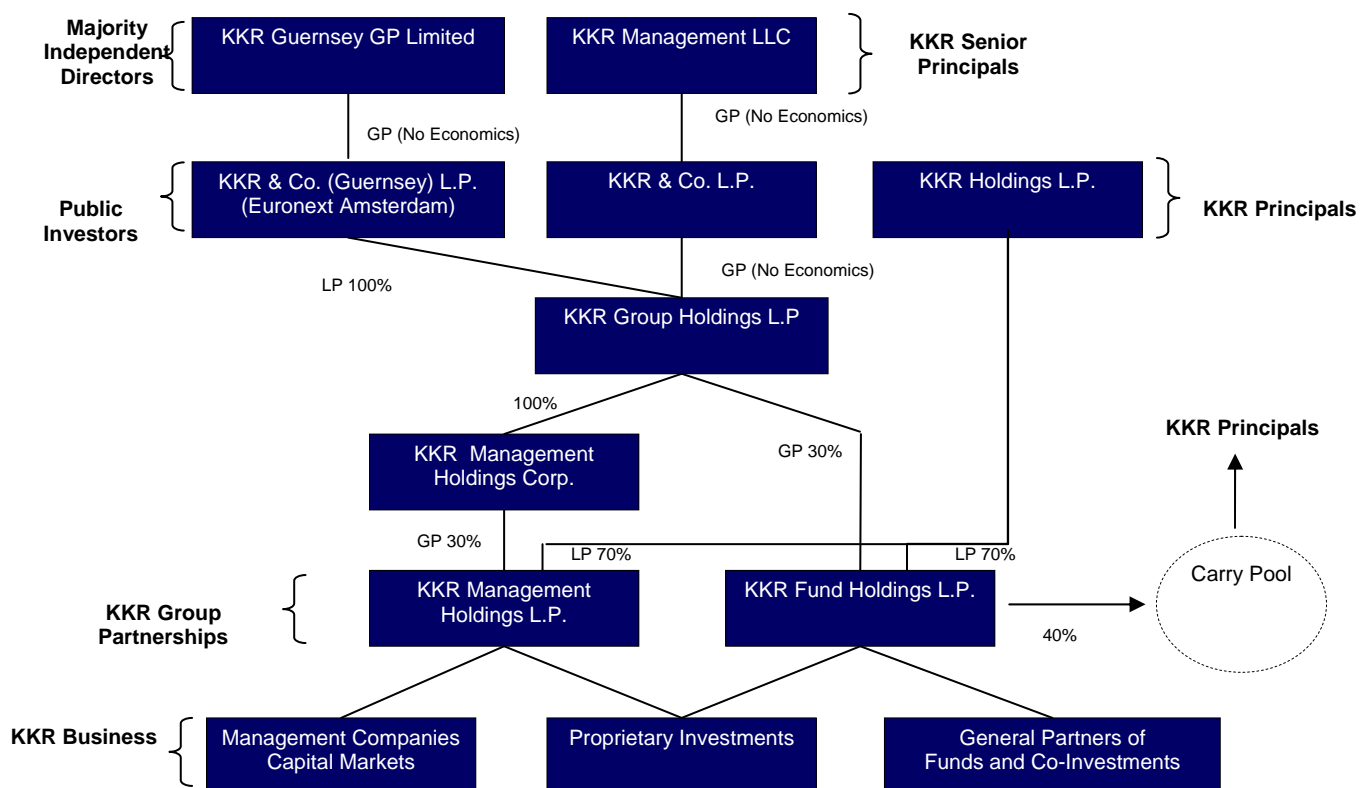 Majority
Independent
Directors
KKR Guernsey GP Limited
KKR Management LLC
KKR Senior
Principals
GP (No Economics)
GP (No Economics)
Public
Investors
KKR & Co. (Guernsey) L.P.
(Euronext Amsterdam)
KKR & Co. L.P.
KKR Holdings L.P.
KKR Principals
LP 100%
GP (No Economics)
KKR Group Holdings L.P
100%
GP 30%
KKR Principals
KKR Management
Holdings Corp.
GP 30%
LP 70%
LP 70%
KKR Group
Partnerships
KKR Management
Holdings L.P.
KKR Fund Holdings L.P.
40%
Carry Pool
KKR Business
Management Companies
Capital Markets
Proprietary Investments
General Partners of
Funds and Co-Investments